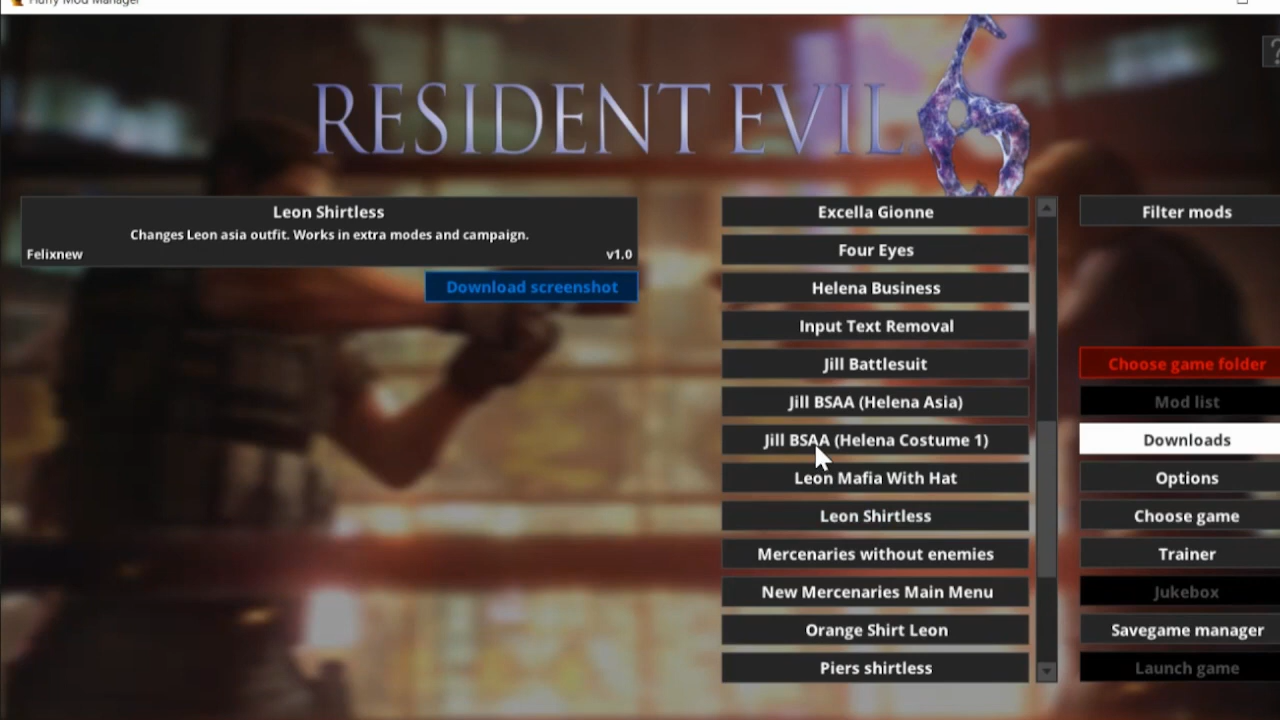 Fluffy Mod Manager
RESIDENT EVIL 6
Leon Shirtless
Changes Leon asia outfit. Works in extra modes and campaign.
Felixnew
v1.0
Download screenshot
Excella Gionne
Four Eyes
Helena Business
Input Text Removal
Jill Battlesuit
Jill BSAA (Helena Asia)
Jill BSAA (Helena Costume 1)
Leon Mafia With Hat
Leon Shirtless
Mercenaries without enemies
New Mercenaries Main Menu
Orange Shirt Leon
Piers shirtless
Filter mods
Choose game folder
Mod list
Downloads
Options
Choose game
Trainer
Jukebox
Savegame manager
Launch game
?